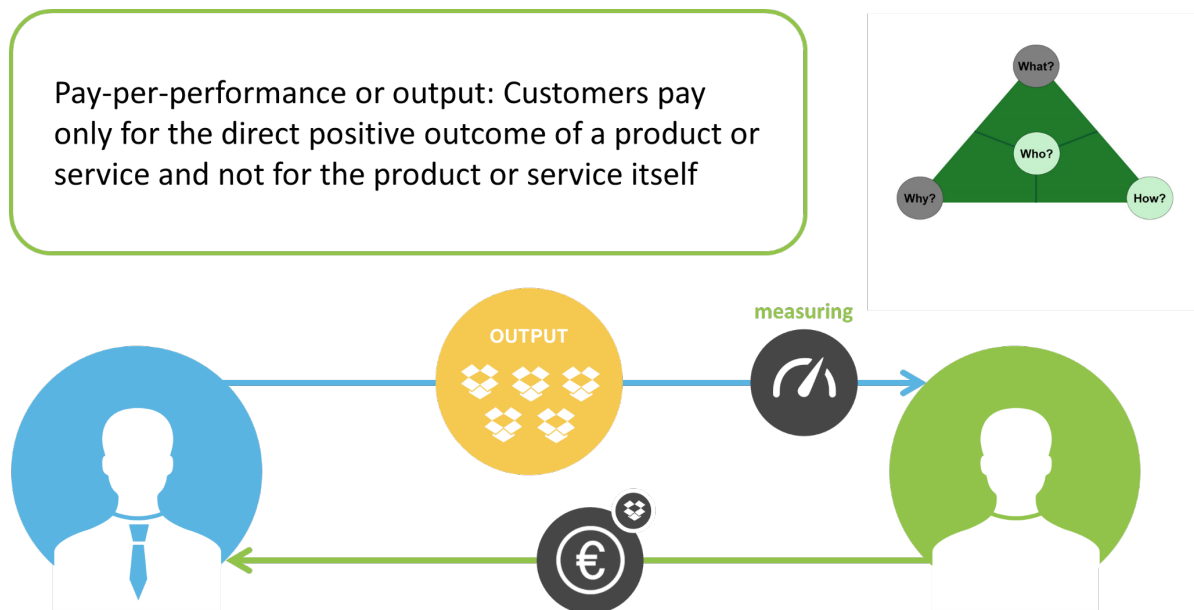 Pay-per-performance or output: Customers pay
only for the direct positive outcome of a product or
service and not for the product or service itself
What?
Who?
Why?
How?
measuring
OUTPUT
€